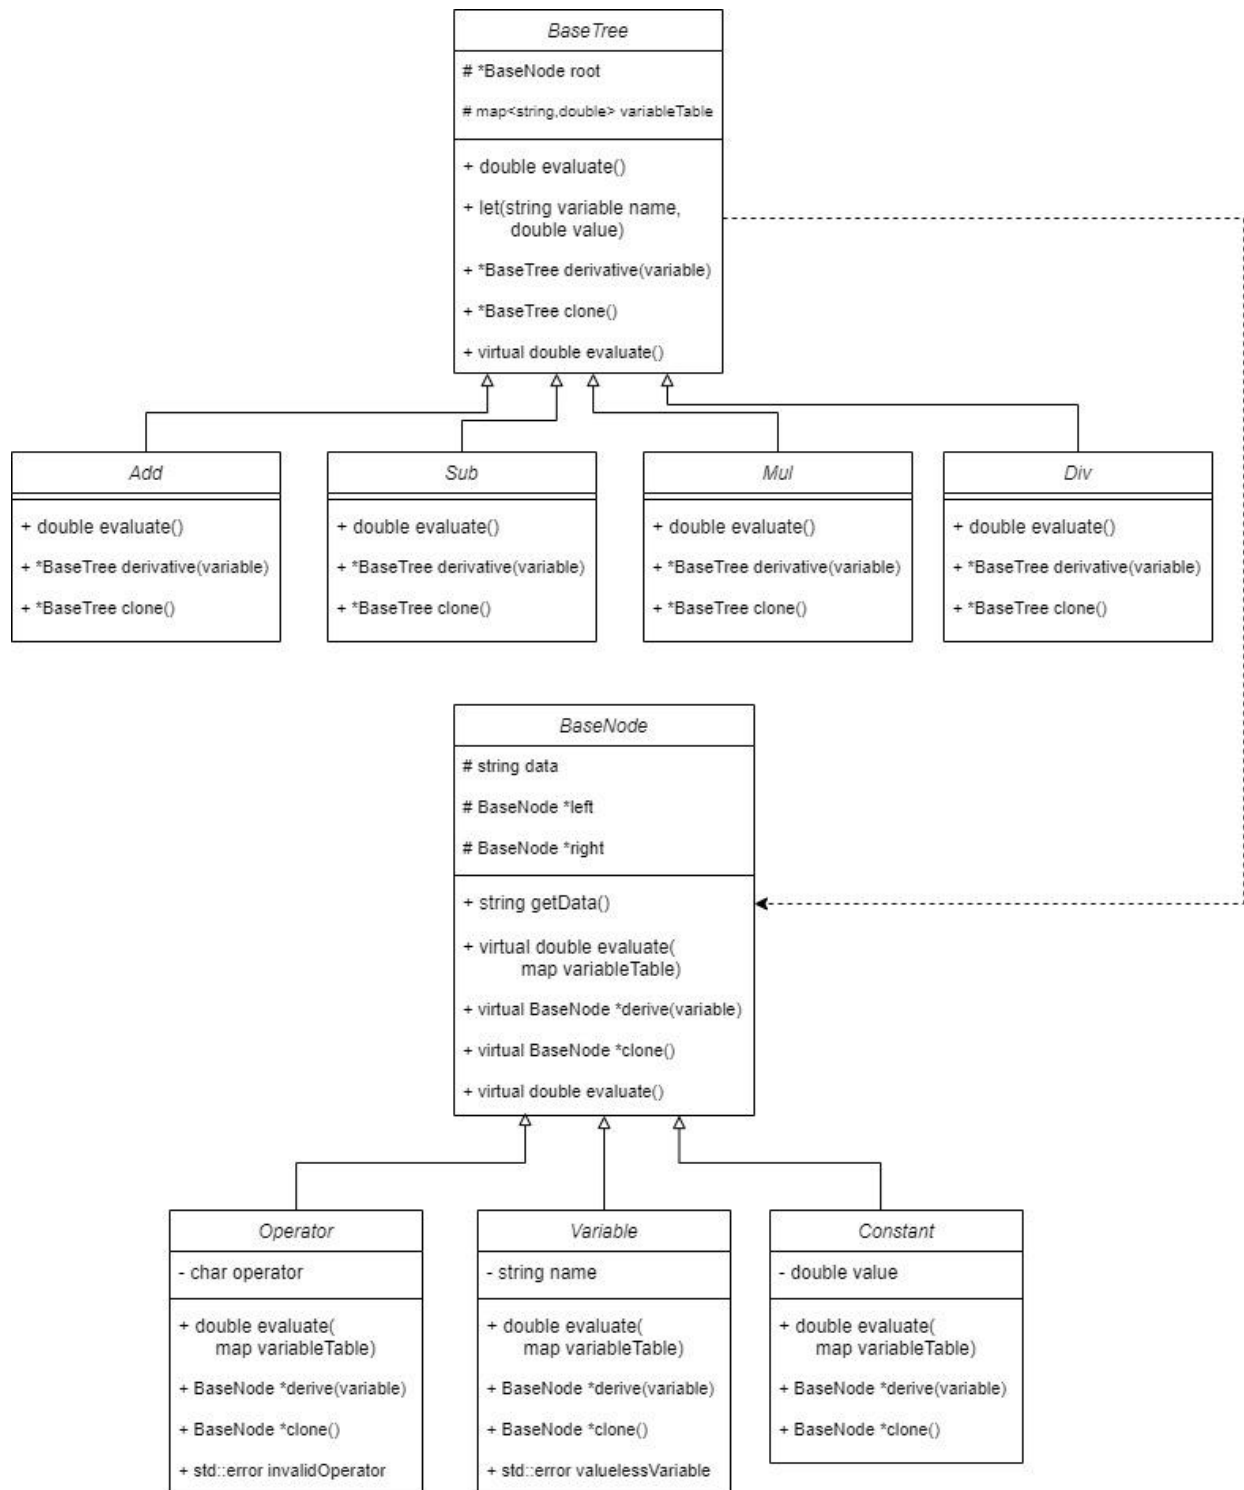 BaseTree
# *BaseNode root
# map<string,double> variableTable
+ double evaluate()
+ let(string variable name,
double value)
+ *BaseTree derivative(variable)
+ *BaseTree clone()
+ virtual double evaluate()
Add
+ double evaluate()
+ *BaseTree derivative(variable)
+ *BaseTree clone()
Sub
+ double evaluate()
+ *BaseTree derivative(variable)
+ *BaseTree clone()
Mul
+ double evaluate()
+ *BaseTree derivative(variable)
+ *BaseTree clone()
Div
+ double evaluate()
+ *BaseTree derivative(variable)
+ *BaseTree clone()
BaseNode
# string data
# BaseNode *left
# BaseNode *right
+ string getData()
+ virtual double evaluate(
map variableTable)
+ virtual BaseNode *derive(variable)
+ virtual BaseNode *clone()
+ virtual double evaluate()
Operator
- char operator
+ double evaluate(
map variableTable)
+ BaseNode *derive(variable)
+ BaseNode *clone()
+ std::error invalidOperator
Variable
- string name
+ double evaluate(
map variableTable)
+ BaseNode *derive(variable)
+ BaseNode *clone()
+ std::error valuelessVariable
Constant
- double value
+ double evaluate(
map variableTable)
+ BaseNode *derive(variable)
+ BaseNode *clone()